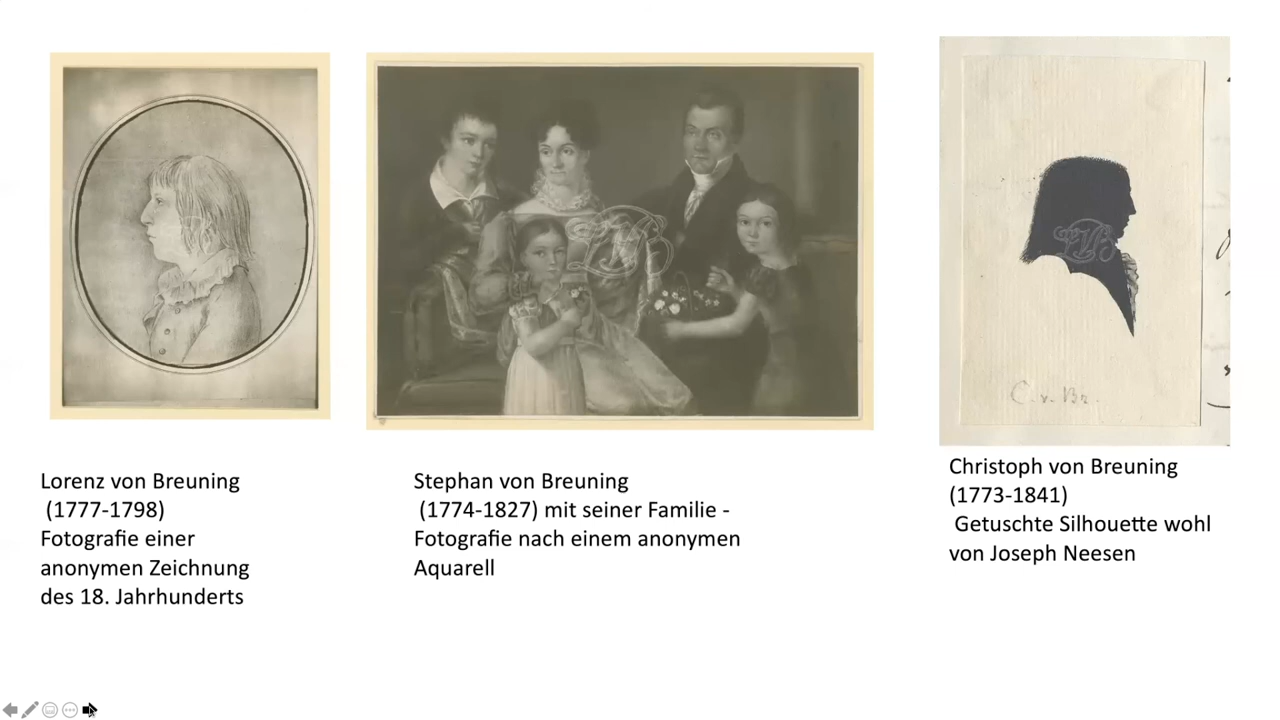 Lorenz von Breuning
(1777-1798)
Fotografie einer
anonymen Zeichnung
des 18. Jahrhunderts
Stephan von Breuning
(1774-1827) mit seiner Familie -
Fotografie nach einem anonymen
Aquarell
C. v. Br.
Christoph von Breuning
(1773-1841)
Getuschte Silhouette wohl
von Joseph Neesen